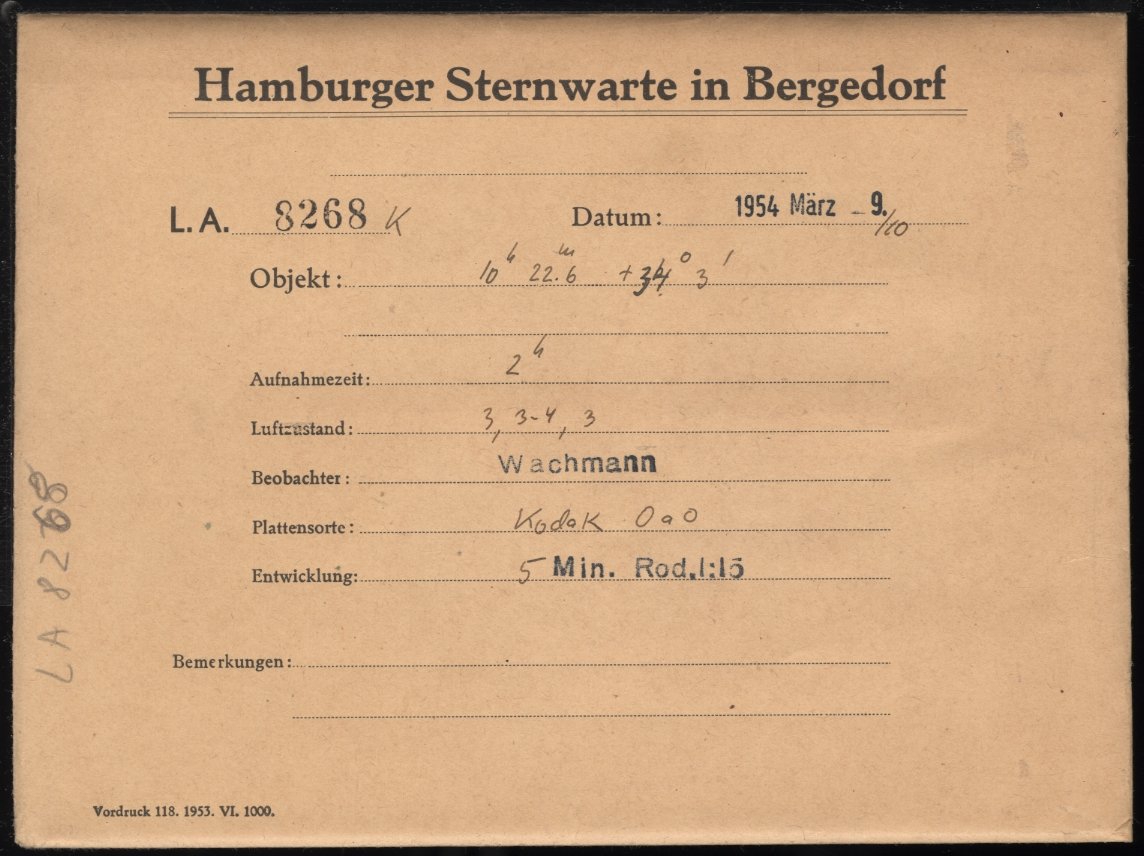 Hamburger Sternwarte in Bergedorf
L.A. 8268 K Datum: 1954 März 9./10
Objekt: 10h 22.6m +34° 3'
Aufnahmezeit: 2h
Luftzustand: 3, 3-4, 3
Beobachter: Wachmann
Plattensorte: Kodak OaO
Entwicklung: 5 Min. Rod.1:15
Bemerkungen:
Vordruck 118. 1953. VI. 1000.
LA 8268